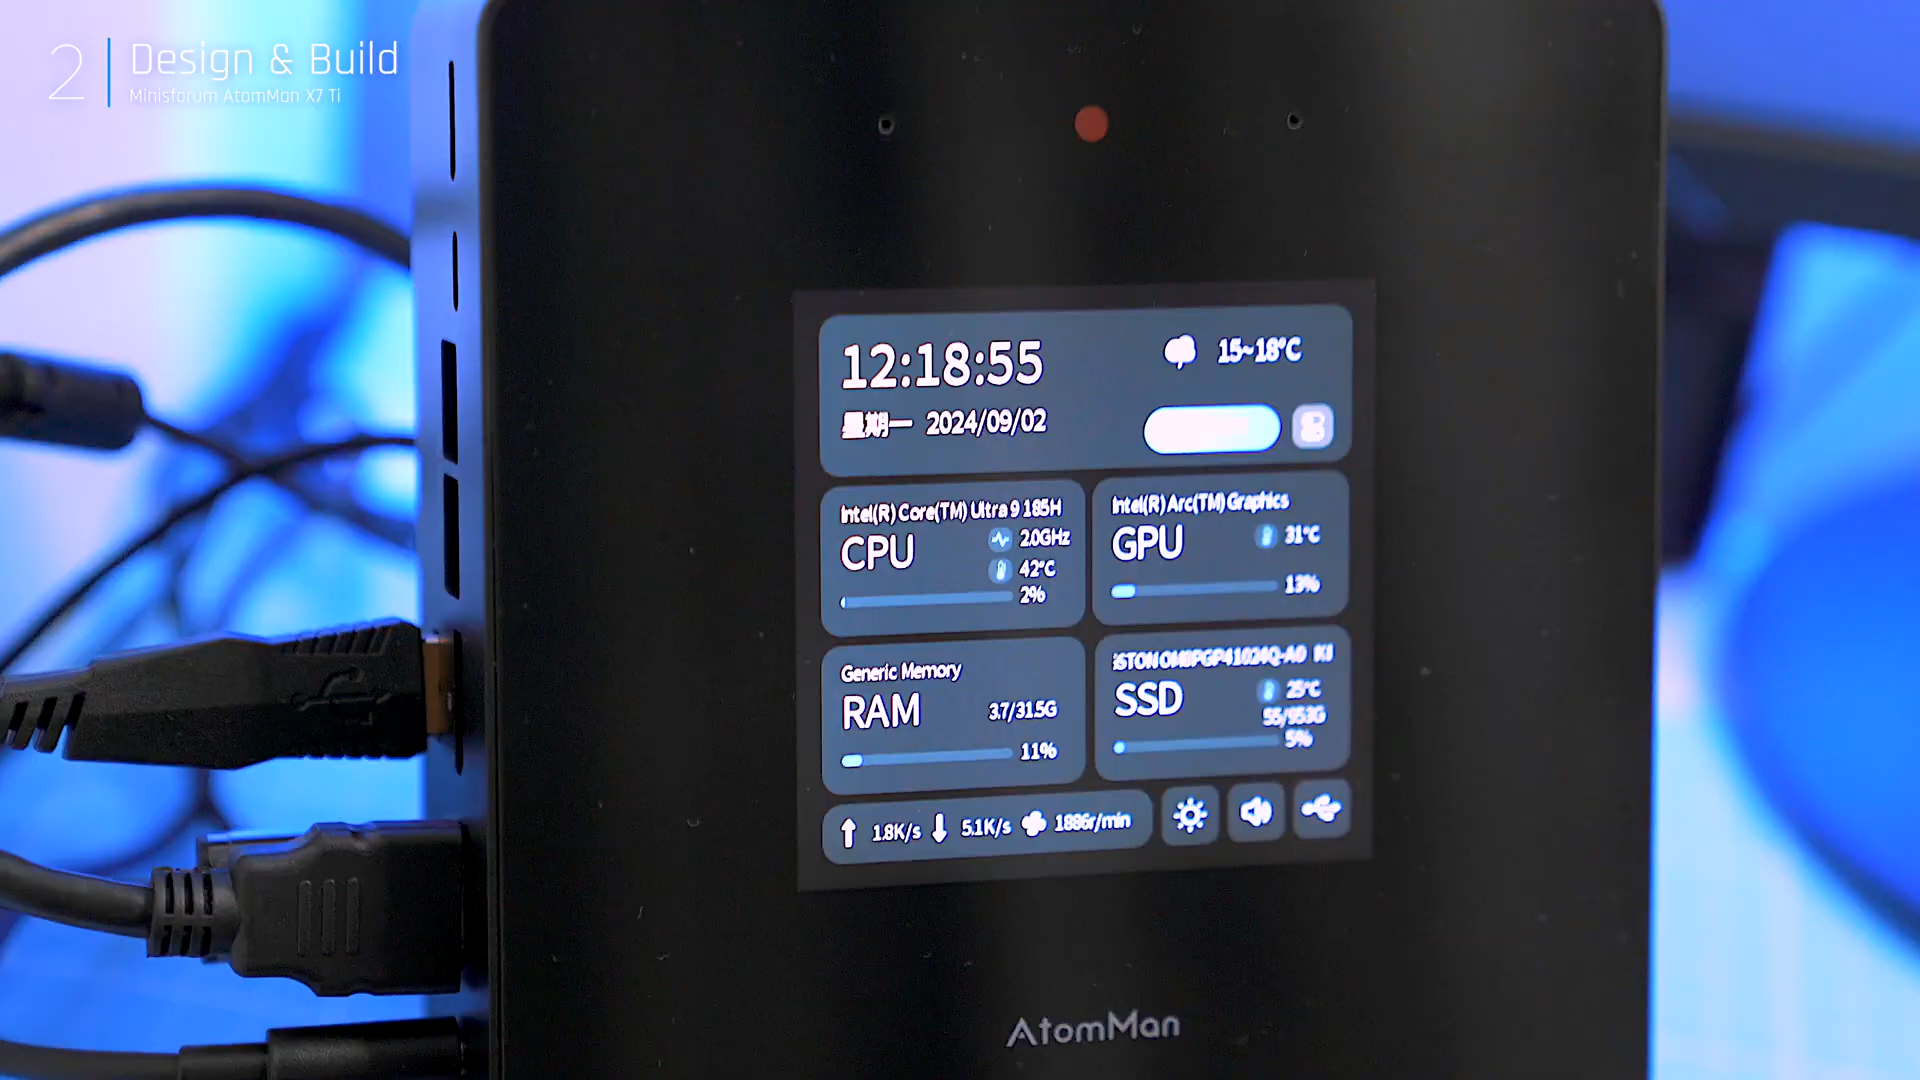 2
Design & Build
Minisforum AtomMan X7 Ti
12:18:55
15~18°C
星期一 2024/09/02
Intel(R) Core(TM) Ultra 9 185H
CPU
2.0GHz
42°C
2%
Intel(R) Arc(TM) Graphics
GPU
31°C
13%
Generic Memory
RAM
3.7/31.5G
11%
SSD
25°C
55/953G
5%
1.8K/s 5.1K/s 1886r/min
AtomMan